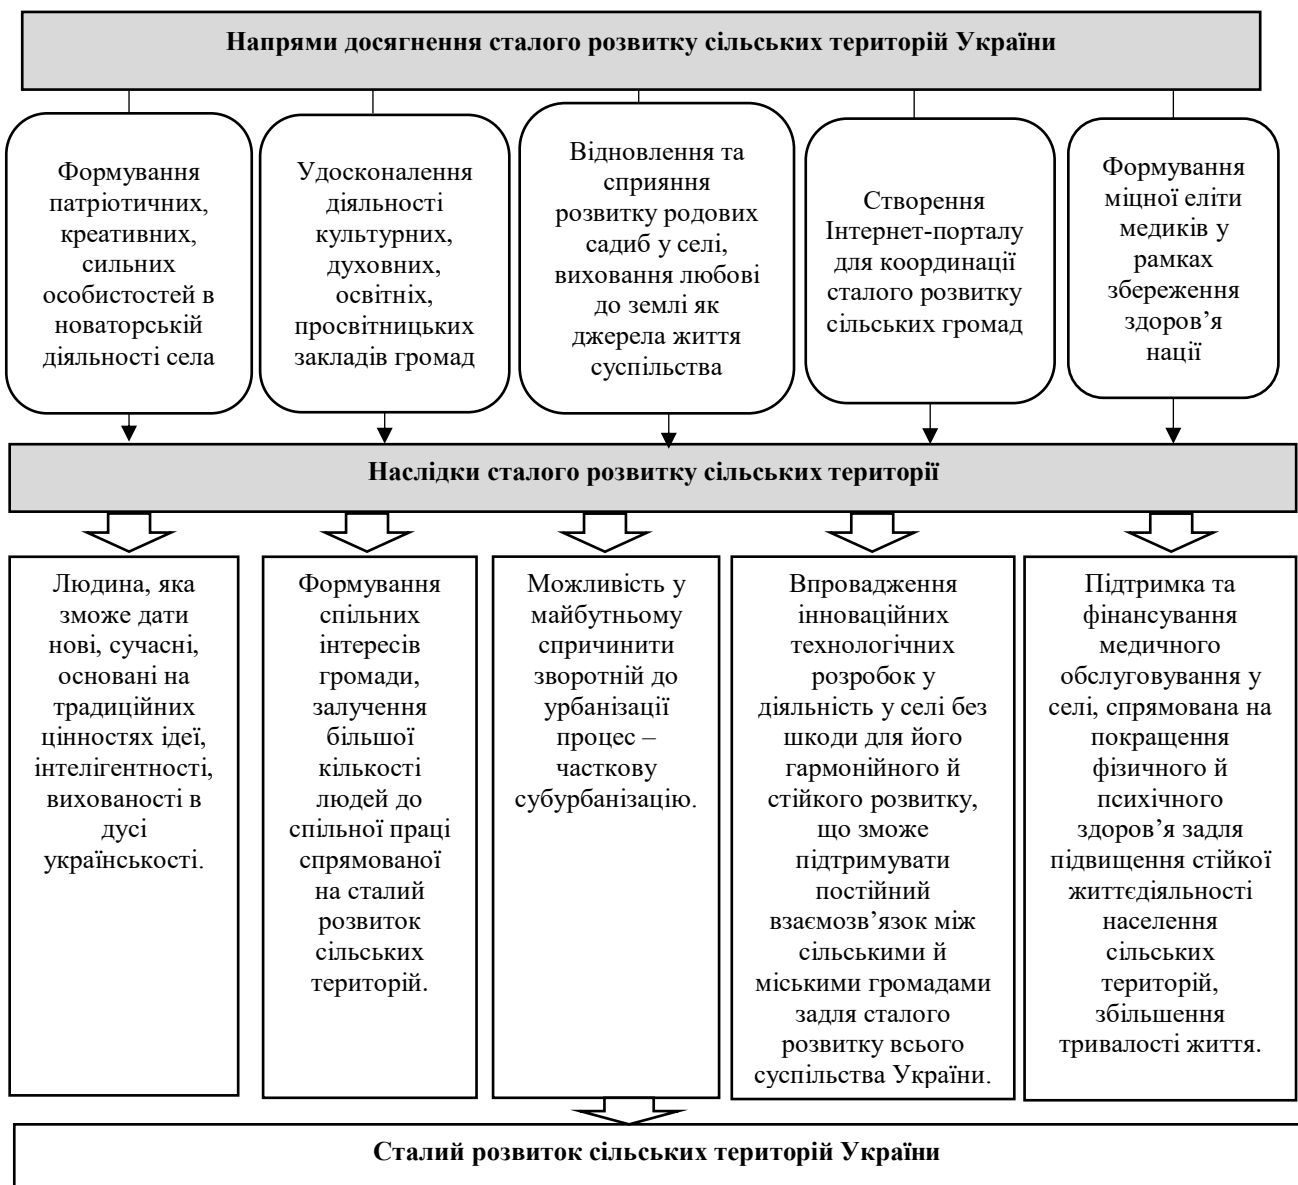 Напрями досягнення сталого розвитку сільських територій України
Формування
патріотичних,
креативних,
сильних
особистостей в
новаторській
діяльності села
Удосконалення
діяльності
культурних,
духовних,
освітніх,
просвітницьких
закладів громад
Відновлення та
сприяння
розвитку родових
садиб у селі,
виховання любові
до землі як
джерела життя
суспільства
Створення
Інтернет-порталу
для координації
сталого розвитку
сільських громад
Формування
міцної еліти
медиків у
рамках
збереження
здоров’я
нації
Наслідки сталого розвитку сільських території
Людина, яка
зможе дати
нові, сучасні,
основані на
традиційних
цінностях ідеї,
інтелігентності,
вихованості в
дусі
українськості.
Формування
спільних
інтересів
громади,
залучення
більшої
кількості
людей до
спільної праці
спрямованої
на сталий
розвиток
сільських
територій.
Можливість у
майбутньому
спричинити
зворотній до
урбанізації
процес –
часткову
субурбанізацію.
Впровадження
інноваційних
технологічних
розробок у
діяльність у селі без
шкоди для його
гармонійного й
стійкого розвитку,
що зможе
підтримувати
постійний
взаємозв’язок між
сільськими й
міськими громадами
задля сталого
розвитку всього
суспільства України.
Підтримка та
фінансування
медичного
обслуговування у
селі, спрямована на
покращення
фізичного й
психічного
здоров’я задля
підвищення стійкої
життєдіяльності
населення
сільських
територій,
збільшення
тривалості життя.
Сталий розвиток сільських територій України